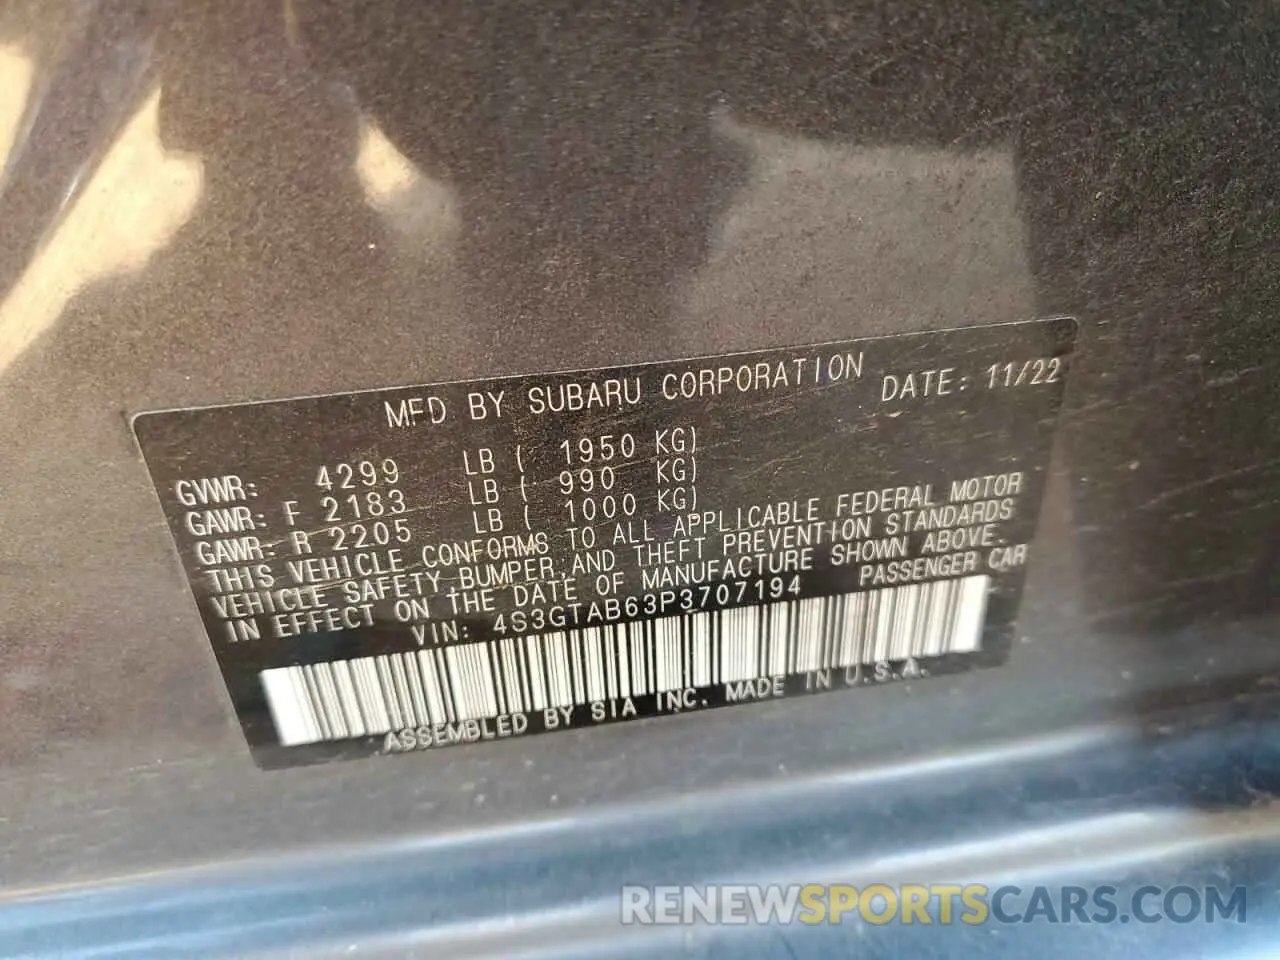 MFD BY SUBARU CORPORATION DATE: 11/22
GVWR: 4299 LB ( 1950 KG)
GAWR: F 2183 LB ( 990 KG)
GAWR: R 2205 LB ( 1000 KG)
THIS VEHICLE CONFORMS TO ALL APPLICABLE FEDERAL MOTOR
VEHICLE SAFETY, BUMPER, AND THEFT PREVENTION STANDARDS
IN EFFECT ON THE DATE OF MANUFACTURE SHOWN ABOVE.
VIN: 4S3GTAB63P3707194 PASSENGER CAR
ASSEMBLED BY SIA INC. MADE IN U.S.A.
RENEWSPORTSCARS.COM